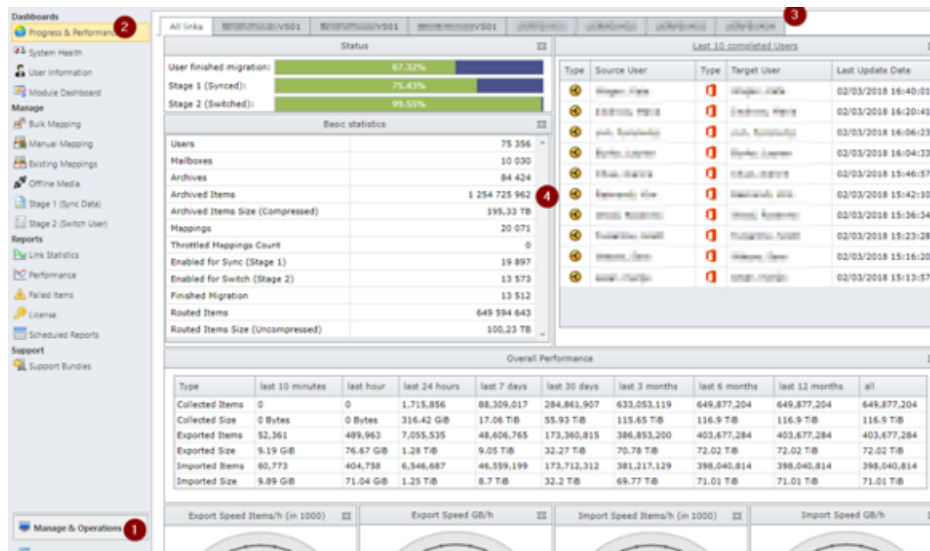 Dashboards
Progress & Performance
2
System Health
User Information
Module Dashboard
Manage
Bulk Mapping
Manual Mapping
Existing Mappings
Offline Media
Stage 1 (Sync Data)
Stage 2 (Switch User)
Reports
Link Statistics
Performance
Failed Items
License
Scheduled Reports
Support
Support Bundles
Manage & Operations
1
All links VS01 VS01 VS01
3
Status
User finished migration: 67.32%
Stage 1 (Synced): 75.43%
Stage 2 (Switched): 99.55%
Basic statistics
Users 75 356
Mailboxes 10 030
Archives 84 424
Archived Items 1 254 725 962
4
Archived Items Size (Compressed) 195,33 TB
Mappings 20 071
Throttled Mappings Count 0
Enabled for Sync (Stage 1) 19 897
Enabled for Switch (Stage 2) 13 573
Finished Migration 13 512
Routed Items 649 594 643
Routed Items Size (Uncompressed) 100,23 TB
Last 10 completed Users
Type Source User Type Target User Last Update Date
02/03/2018 16:40:01
02/03/2018 16:20:41
02/03/2018 16:06:23
02/03/2018 16:04:33
02/03/2018 15:46:57
02/03/2018 15:42:10
02/03/2018 15:36:34
02/03/2018 15:23:28
02/03/2018 15:16:20
02/03/2018 15:13:57
Overall Performance
Type last 10 minutes last hour last 24 hours last 7 days last 30 days last 3 months last 6 months last 12 months all
Collected Items 0 0 1,715,856 88,309,017 284,861,907 633,053,119 649,877,204 649,877,204 649,877,204
Collected Size 0 Bytes 0 Bytes 316.42 GiB 17.06 TiB 55.93 TiB 115.65 TiB 116.9 TiB 116.9 TiB 116.9 TiB
Exported Items 52,361 489,963 7,055,535 48,606,765 173,360,815 386,853,200 403,677,284 403,677,284 403,677,284
Exported Size 9.19 GiB 76.67 GiB 1.28 TiB 9.05 TiB 32.27 TiB 70.78 TiB 72.02 TiB 72.02 TiB 72.02 TiB
Imported Items 60,773 404,758 6,546,687 46,559,199 173,712,312 381,217,129 398,040,814 398,040,814 398,040,814
Imported Size 9.89 GiB 71.04 GiB 1.25 TiB 8.7 TiB 32.2 TiB 69.77 TiB 71.01 TiB 71.01 TiB 71.01 TiB
Export Speed Items/h (in 1000) Export Speed GB/h Import Speed Items/h (in 1000) Import Speed GB/h